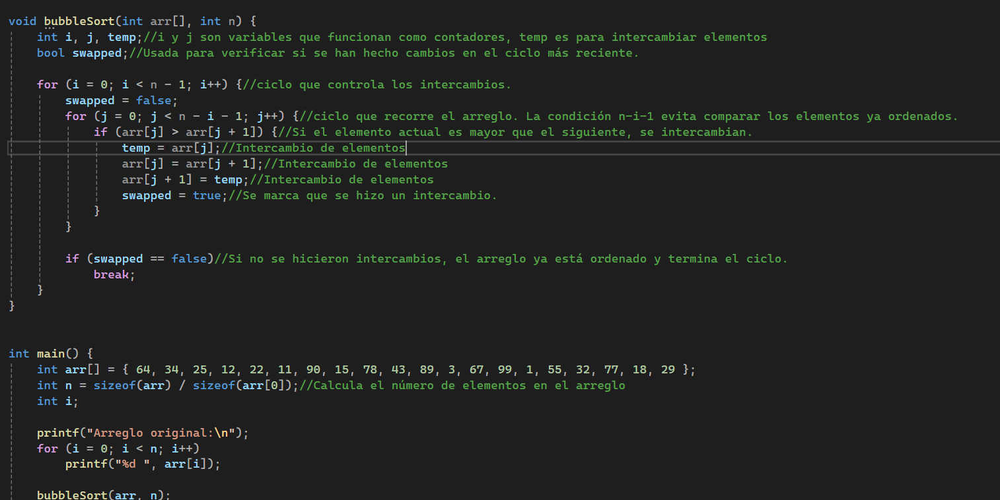 void bubbleSort(int arr[], int n) {
int i, j, temp;//i y j son variables que funcionan como contadores, temp es para intercambiar elementos
bool swapped;//Usada para verificar si se han hecho cambios en el ciclo más reciente.
for (i = 0; i < n - 1; i++) {//ciclo que controla los intercambios.
swapped = false;
for (j = 0; j < n - i - 1; j++) {//ciclo que recorre el arreglo. La condición n-i-1 evita comparar los elementos ya ordenados.
if (arr[j] > arr[j + 1]) {//Si el elemento actual es mayor que el siguiente, se intercambian.
temp = arr[j];//Intercambio de elementos
arr[j] = arr[j + 1];//Intercambio de elementos
arr[j + 1] = temp;//Intercambio de elementos
swapped = true;//Se marca que se hizo un intercambio.
}
}
if (swapped == false)//Si no se hicieron intercambios, el arreglo ya está ordenado y termina el ciclo.
break;
}
}
int main() {
int arr[] = { 64, 34, 25, 12, 22, 11, 90, 15, 78, 43, 89, 3, 67, 99, 1, 55, 32, 77, 18, 29 };
int n = sizeof(arr) / sizeof(arr[0]);//Calcula el número de elementos en el arreglo
int i;
printf("Arreglo original:\n");
for (i = 0; i < n; i++)
printf("%d ", arr[i]);
bubbleSort(arr, n);